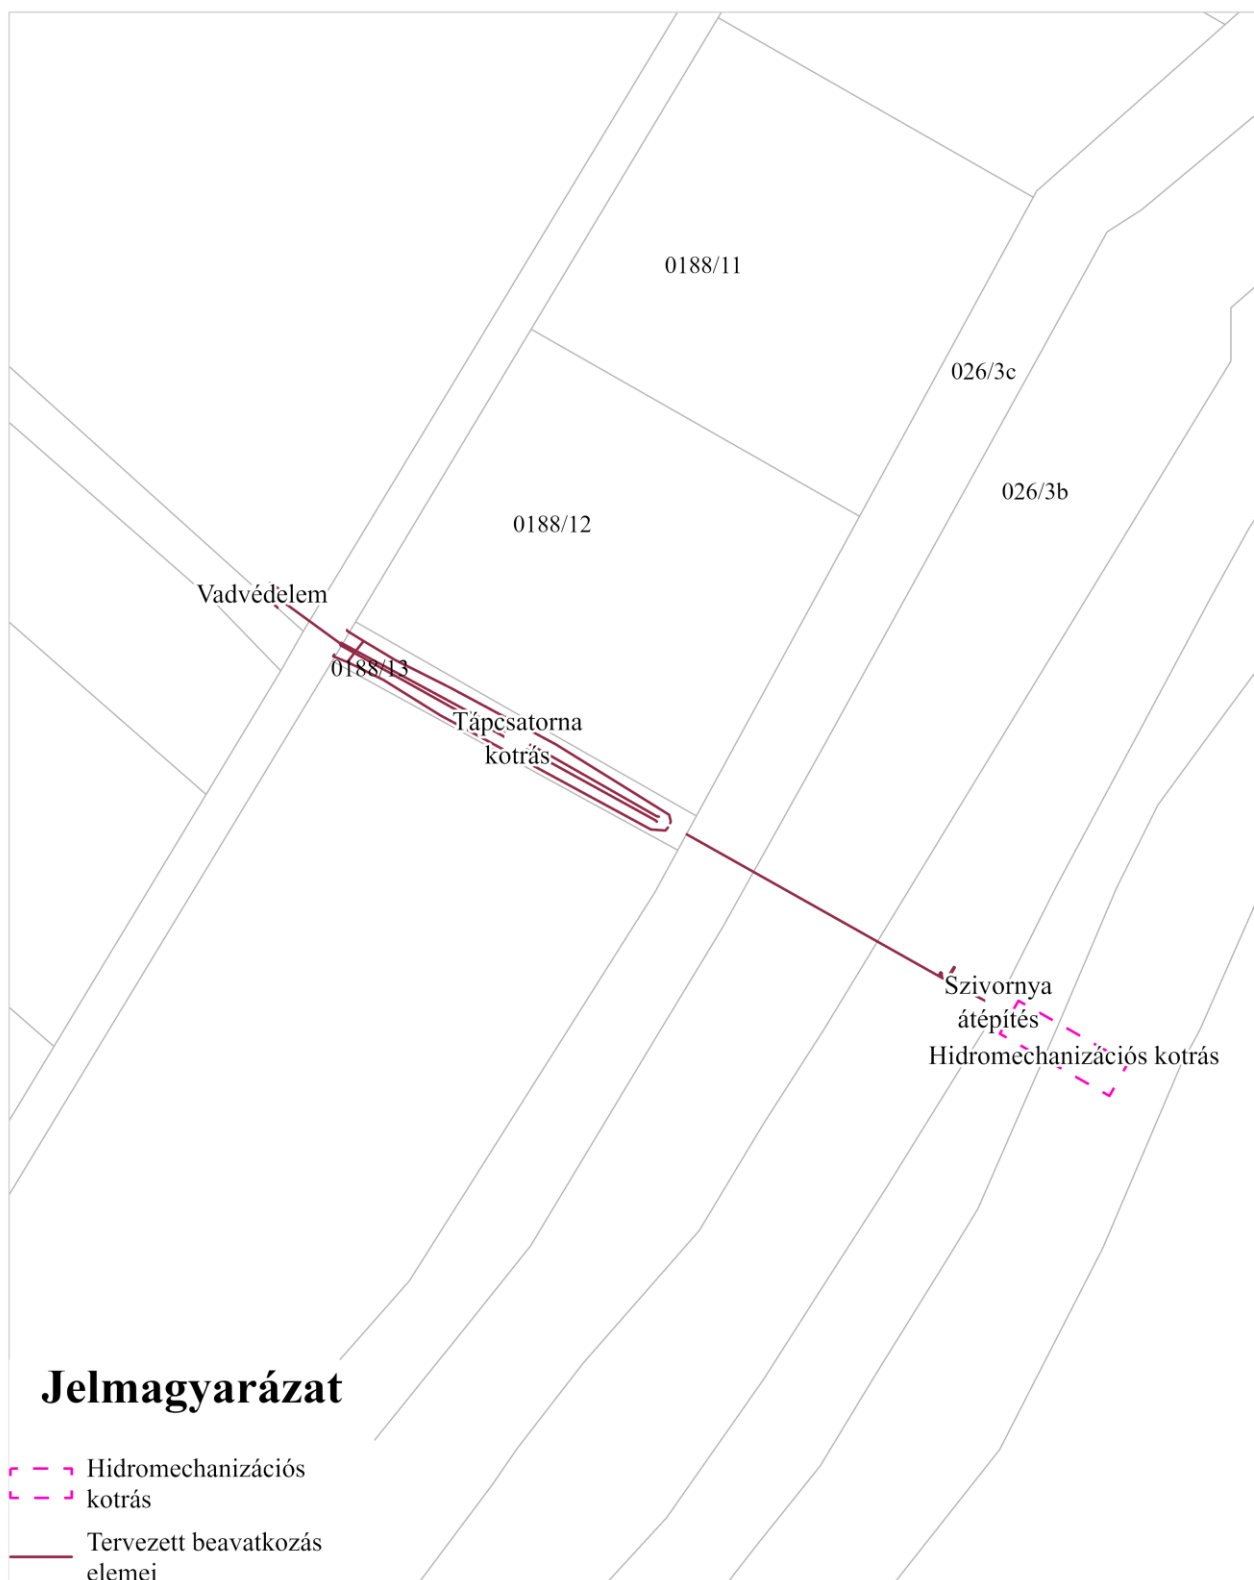 0188/11
026/3c
026/3b
0188/12
Vadvédelem
0188/13
Tápcsatorna
kotrás
Szivornya
átépítés
Hidromechanizációs kotrás
Jelmagyarázat
Hidromechanizációs
kotrás
Tervezett beavatkozás
elemei